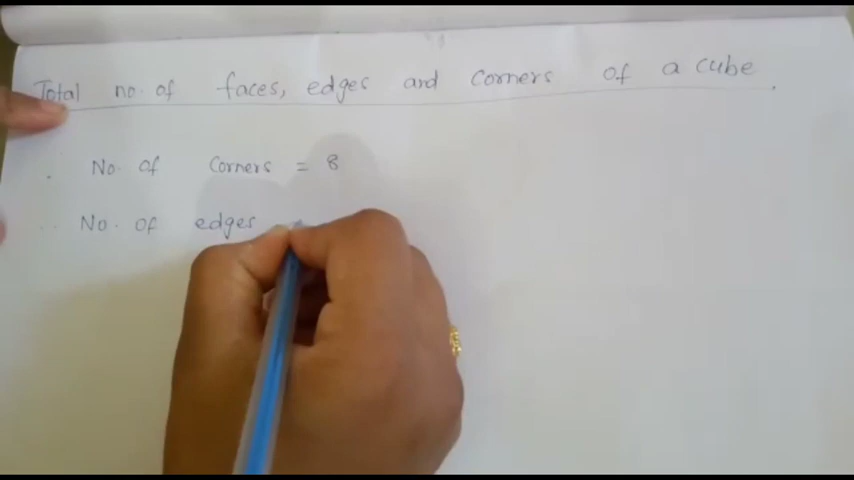 Total no. of faces, edges and corners of a cube.
No. of corners = 8
No. of edges